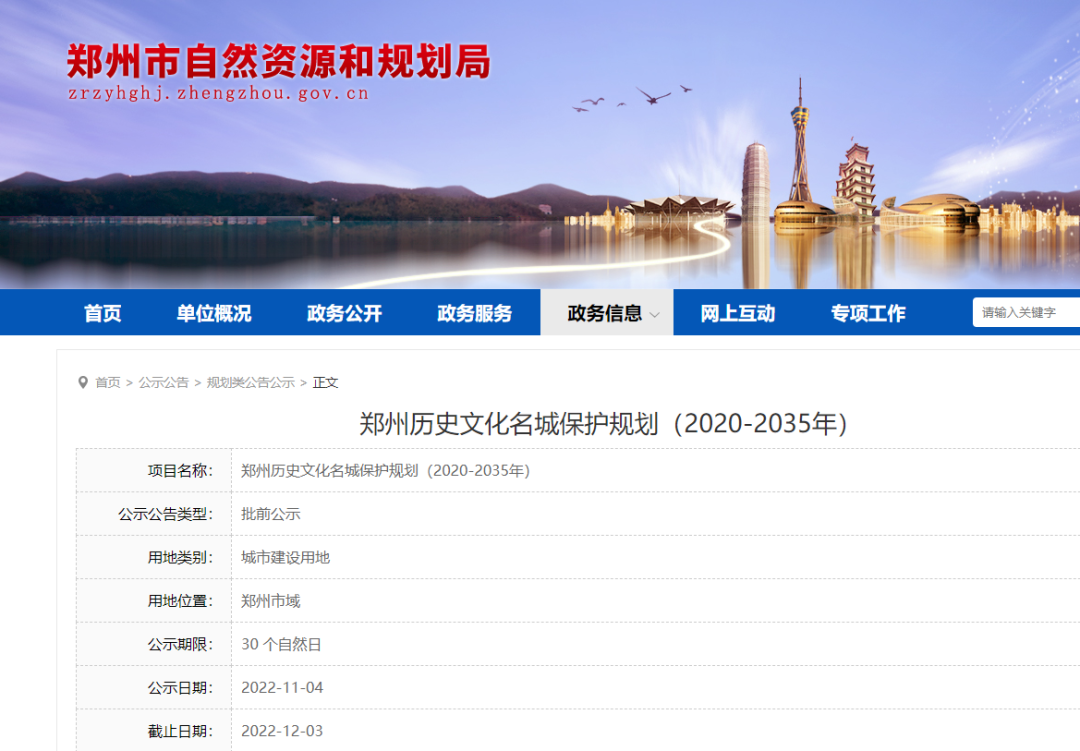 郑州市自然资源和规划局
zrzyhghj.zhengzhou.gov.cn
首页 单位概况 政务公开 政务服务 政务信息 网上互动 专项工作 请输入关键字
首页 > 公示公告 > 规划类公告公示 > 正文
郑州历史文化名城保护规划（2020-2035年）
项目名称： 郑州历史文化名城保护规划（2020-2035年）
公示公告类型： 批前公示
用地类别： 城市建设用地
用地位置： 郑州市域
公示期限： 30 个自然日
公示日期： 2022-11-04
截止日期： 2022-12-03